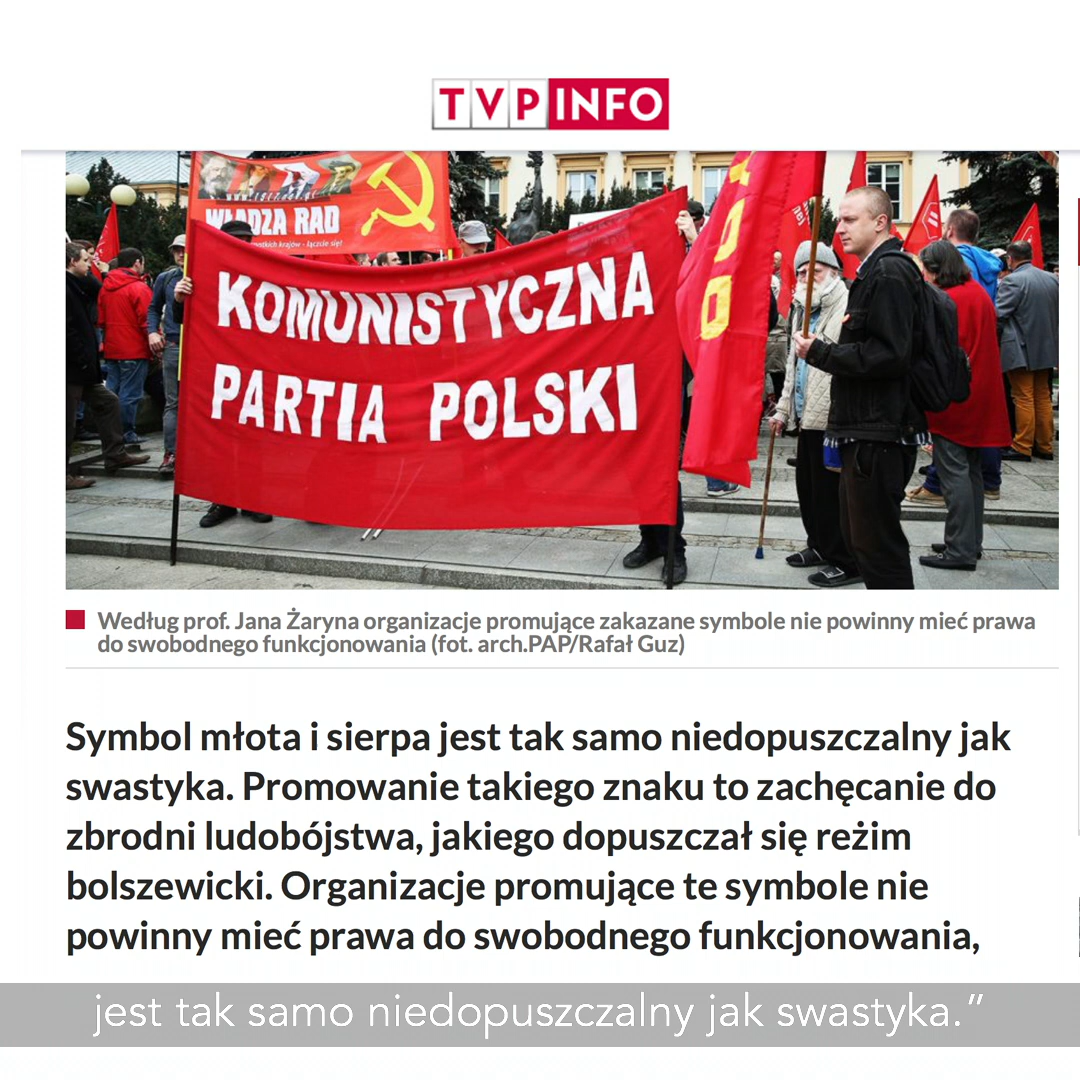 TVP INFO
WŁADZA RAD
KOMUNISTYCZNA
PARTIA POLSKI
Według prof. Jana Żaryna organizacje promujące zakazane symbole nie powinny mieć prawa
do swobodnego funkcjonowania (fot. arch.PAP/Rafał Guz)
Symbol młota i sierpa jest tak samo niedopuszczalny jak
swastyka. Promowanie takiego znaku to zachęcanie do
zbrodni ludobójstwa, jakiego dopuszczał się reżim
bolszewicki. Organizacje promujące te symbole nie
powinny mieć prawa do swobodnego funkcjonowania,
jest tak samo niedopuszczalny jak swastyka.”